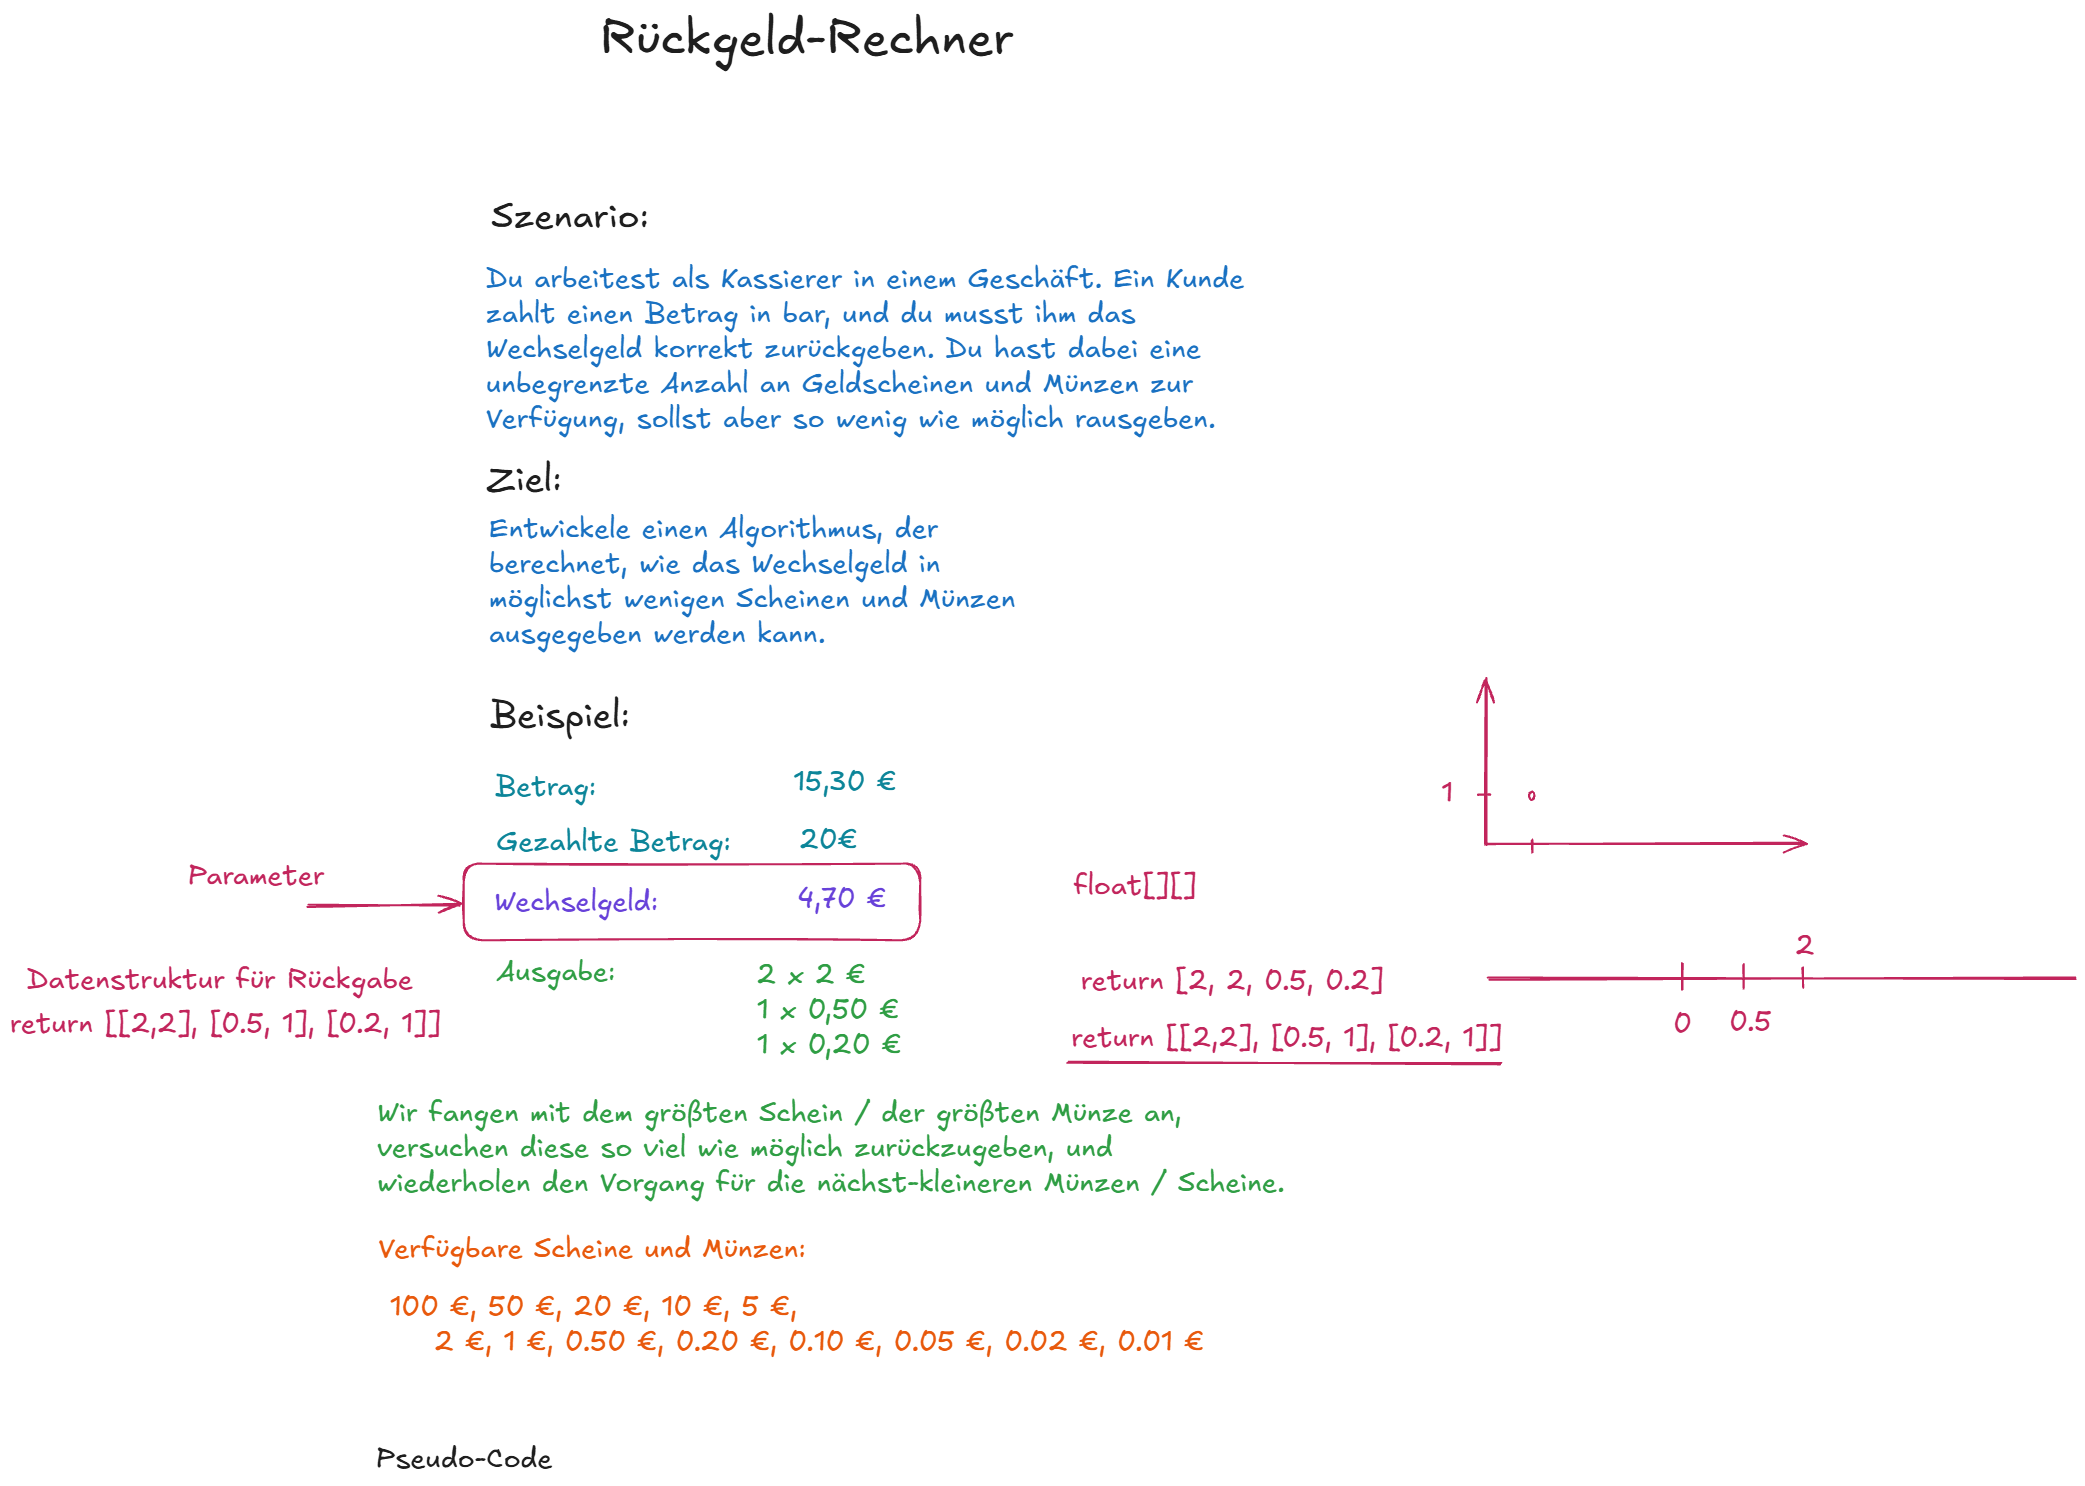 Rückgeld-Rechner
Szenario:
Du arbeitest als Kassierer in einem Geschäft. Ein Kunde
zahlt einen Betrag in bar, und du musst ihm das
Wechselgeld korrekt zurückgeben. Du hast dabei eine
unbegrenzte Anzahl an Geldscheinen und Münzen zur
Verfügung, sollst aber so wenig wie möglich rausgeben.
Ziel:
Entwickele einen Algorithmus, der
berechnet, wie das Wechselgeld in
möglichst wenigen Scheinen und Münzen
ausgegeben werden kann.
Beispiel:
Betrag: 15,30 €
Gezahlte Betrag: 20€
Parameter
Wechselgeld: 4,70 €
Datenstruktur für Rückgabe
return [[2,2], [0.5, 1], [0.2, 1]]
Ausgabe: 2 x 2 €
1 x 0,50 €
1 x 0,20 €
1
float[][]
return [2, 2, 0.5, 0.2]
return [[2,2], [0.5, 1], [0.2, 1]]
2
0 0.5
Wir fangen mit dem größten Schein / der größten Münze an,
versuchen diese so viel wie möglich zurückzugeben, und
wiederholen den Vorgang für die nächst-kleineren Münzen / Scheine.
Verfügbare Scheine und Münzen:
100 €, 50 €, 20 €, 10 €, 5 €,
2 €, 1 €, 0.50 €, 0.20 €, 0.10 €, 0.05 €, 0.02 €, 0.01 €
Pseudo-Code